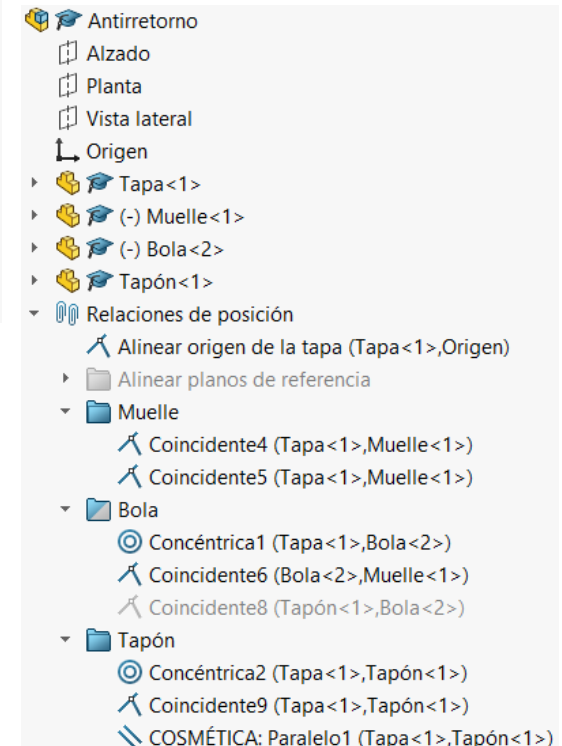 Antirretorno
Alzado
Planta
Vista lateral
Origen
Tapa<1>
(-) Muelle<1>
(-) Bola<2>
Tapón<1>
Relaciones de posición
Alinear origen de la tapa (Tapa<1>,Origen)
Alinear planos de referencia
Muelle
Coincidente4 (Tapa<1>,Muelle<1>)
Coincidente5 (Tapa<1>,Muelle<1>)
Bola
Concéntrica1 (Tapa<1>,Bola<2>)
Coincidente6 (Bola<2>,Muelle<1>)
Coincidente8 (Tapón<1>,Bola<2>)
Tapón
Concéntrica2 (Tapa<1>,Tapón<1>)
Coincidente9 (Tapa<1>,Tapón<1>)
COSMÉTICA: Paralelo1 (Tapa<1>,Tapón<1>)